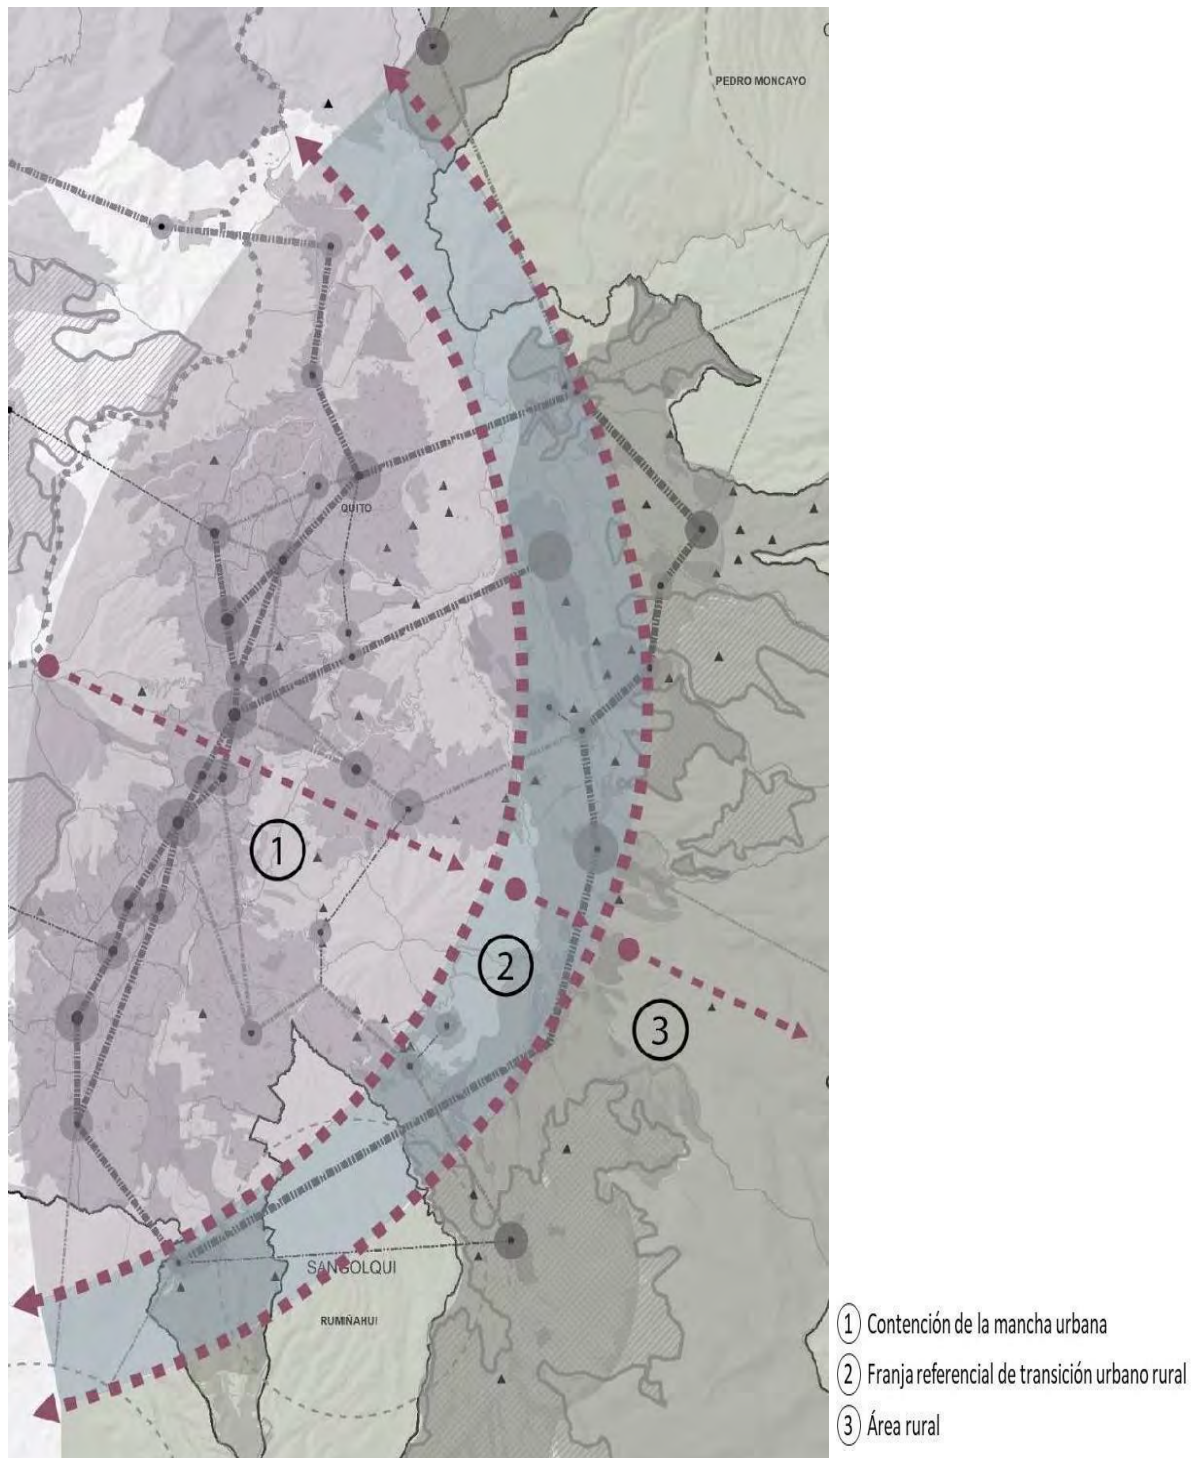 PEDRO MONCAYO
QUITO
1
2
3
SANGOLQUI
RUMIÑAHUI
1 Contención de la mancha urbana
2 Franja referencial de transición urbano rural
3 Área rural